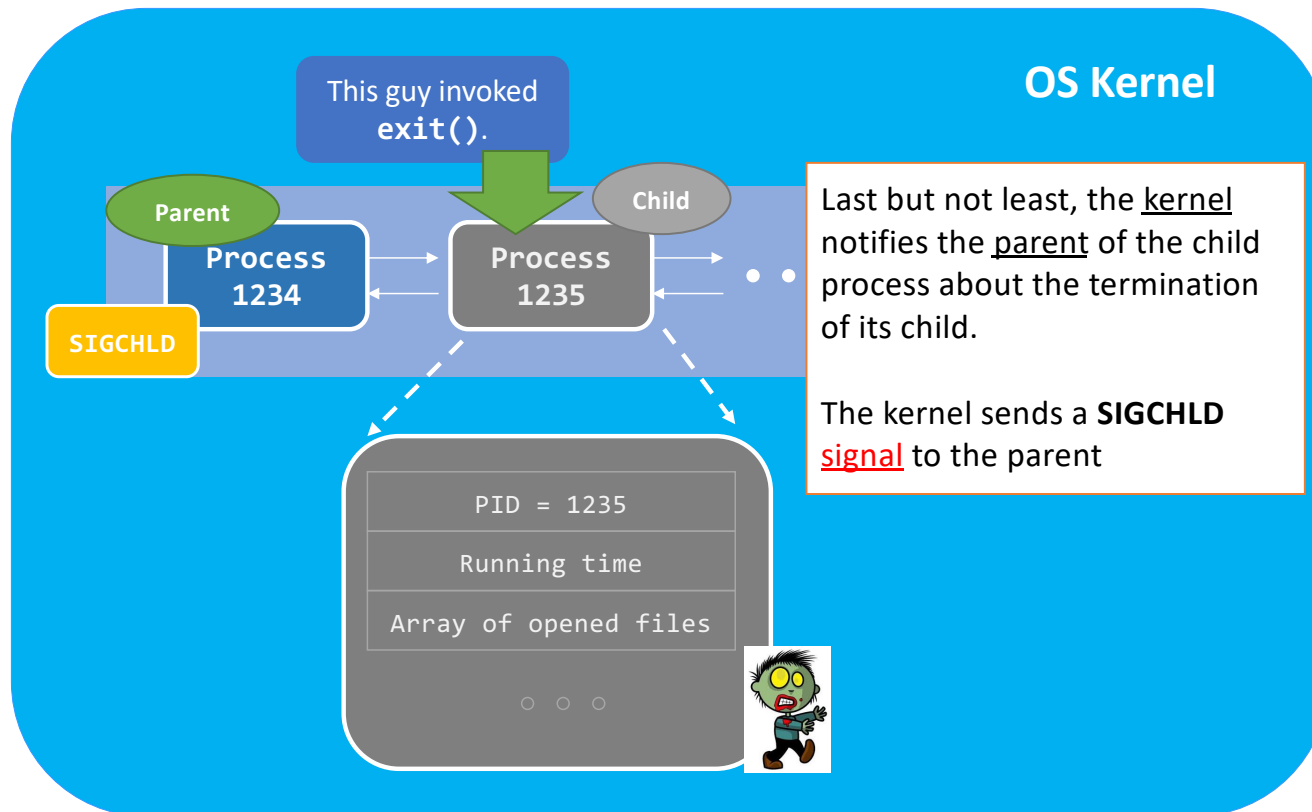 OS Kernel
This guy invoked
exit().
Parent
Child
Process
1234
Process
1235
SIGCHLD
Last but not least, the kernel
notifies the parent of the child
process about the termination
of its child.
The kernel sends a SIGCHLD
signal to the parent
PID = 1235
Running time
Array of opened files